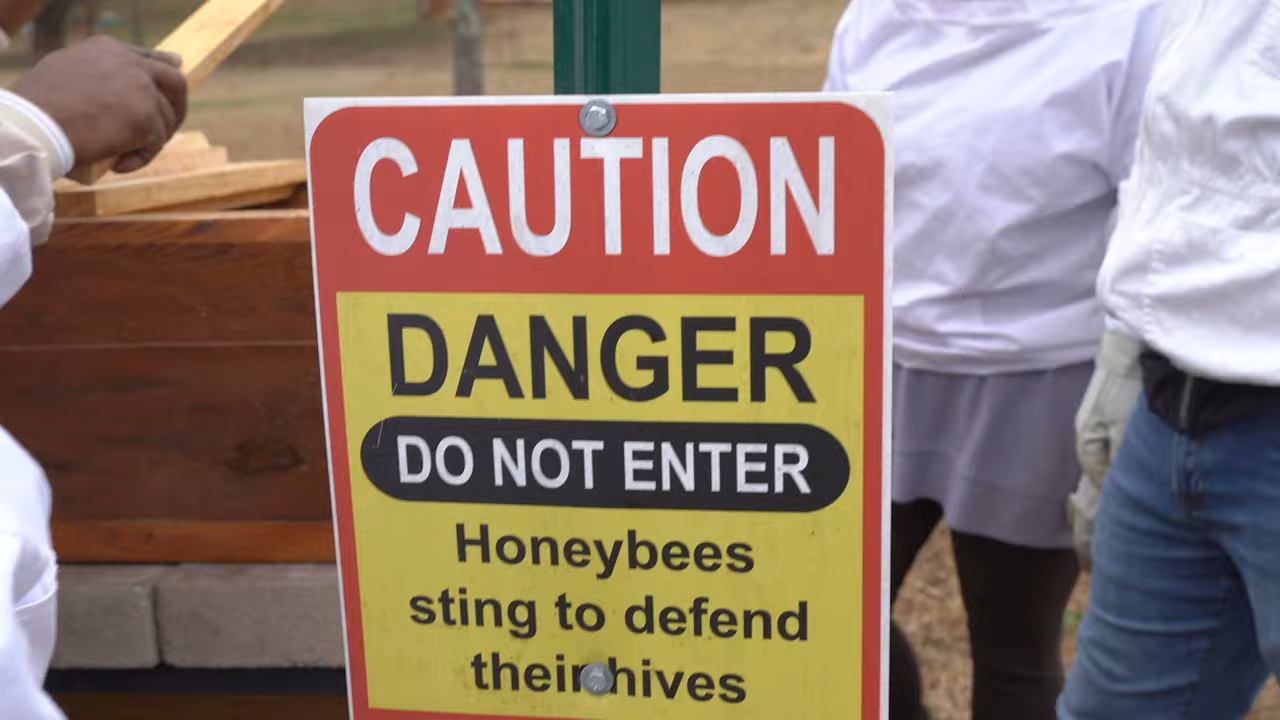 CAUTION
DANGER
DO NOT ENTER
Honeybees
sting to defend
their hives